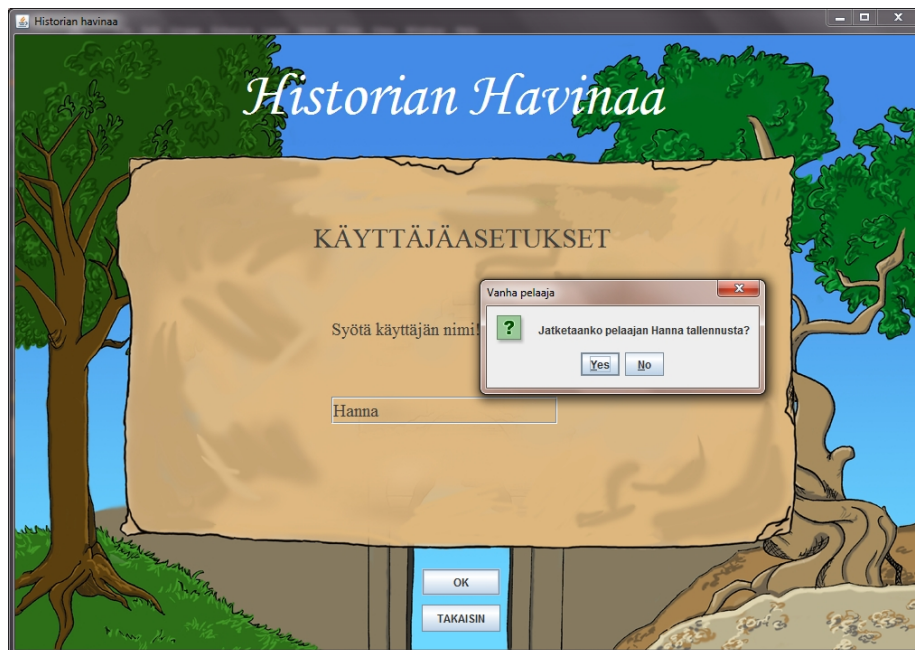 Historian havinaa
Historian Havinaa
KÄYTTÄJÄASETUKSET
Vanha pelaaja
Syötä käyttäjän nimi!
Jatketaanko pelaajan Hanna tallennusta?
Yes No
Hanna
OK
TAKAISIN